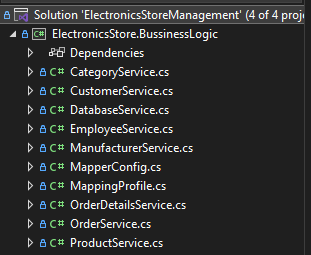 Solution 'ElectronicsStoreManagement' (4 of 4 proje
C# ElectronicsStore.BussinessLogic
Dependencies
C# CategoryService.cs
C# CustomerService.cs
C# DatabaseService.cs
C# EmployeeService.cs
C# ManufacturerService.cs
C# MapperConfig.cs
C# MappingProfile.cs
C# OrderDetailsService.cs
C# OrderService.cs
C# ProductService.cs